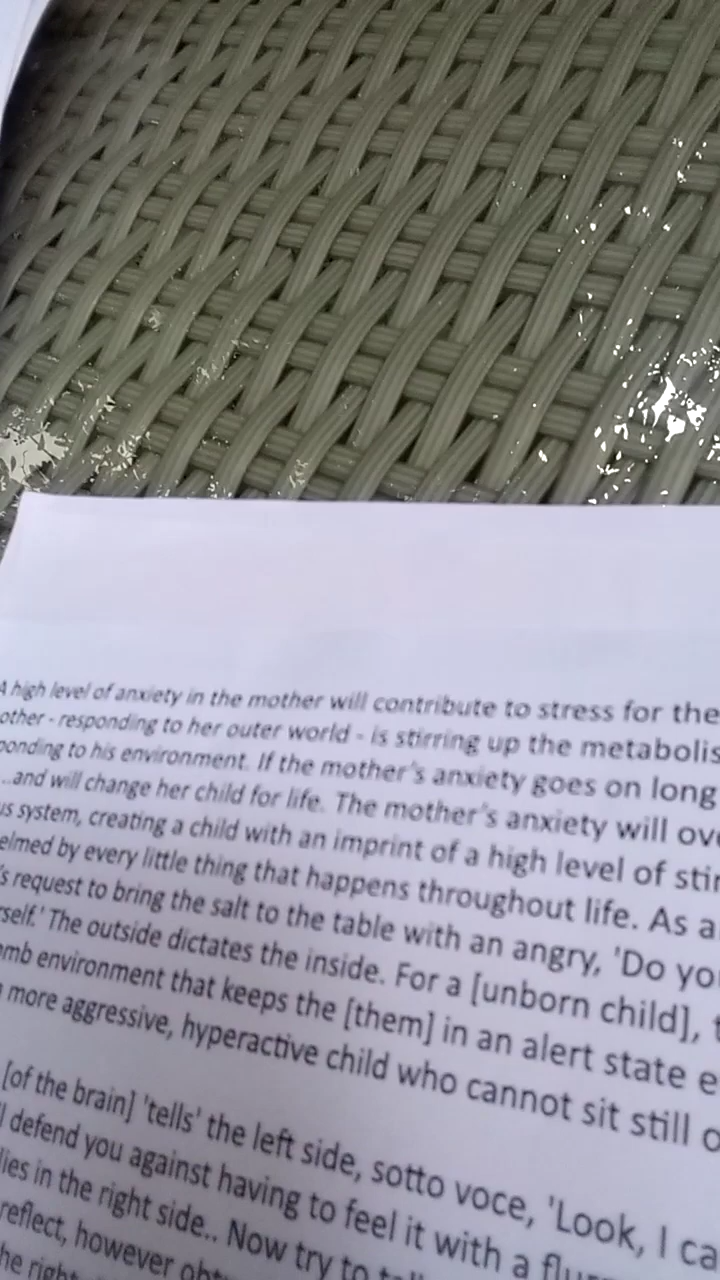 A high level of anxiety in the mother will contribute to stress for the
other - responding to her outer world - is stirring up the metabolis
ponding to his environment. If the mother's anxiety goes on long
...and will change her child for life. The mother's anxiety will ov
us system, creating a child with an imprint of a high level of sti
elmed by every little thing that happens throughout life. As a
's request to bring the salt to the table with an angry, 'Do yo
rself.' The outside dictates the inside. For a [unborn child],
mb environment that keeps the [them] in an alert state e
more aggressive, hyperactive child who cannot sit still o
[of the brain] 'tells' the left side, sotto voce, 'Look, I ca
l defend you against having to feel it with a flu
lies in the right side.. Now try to
reflect, however
he right